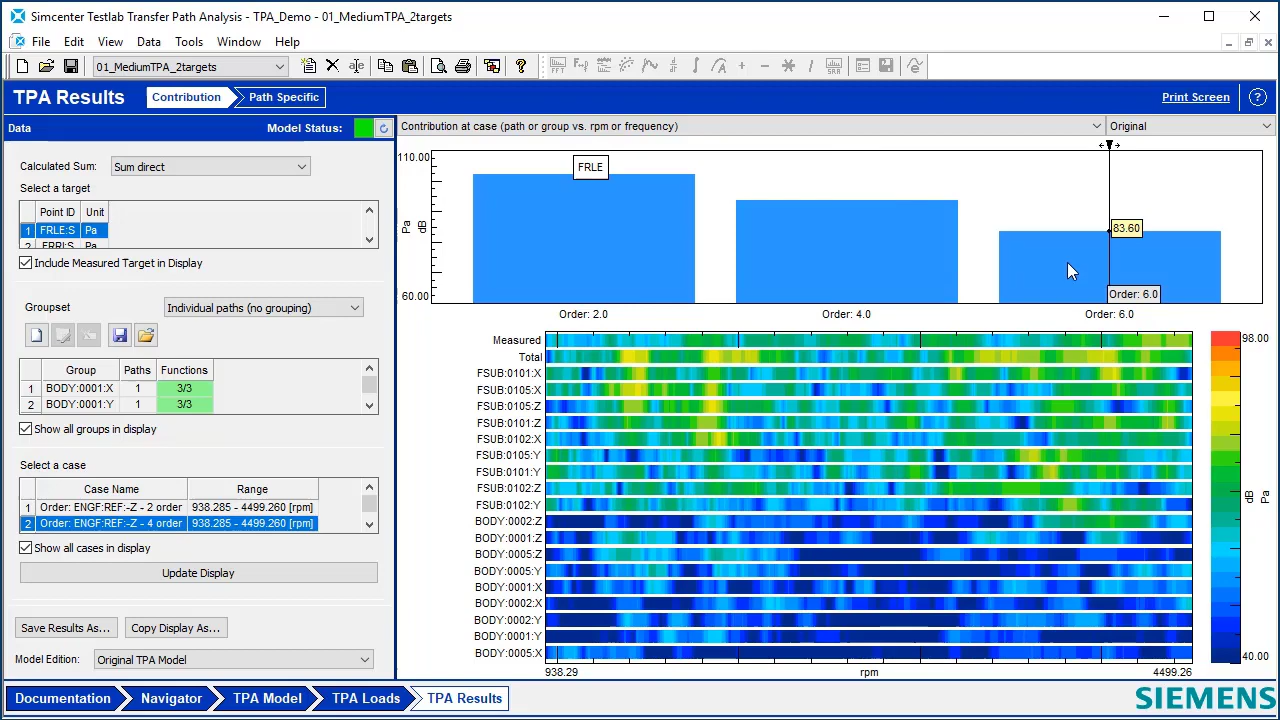 Simcenter Testlab Transfer Path Analysis - TPA_Demo - 01_MediumTPA_2targets
File Edit View Data Tools Window Help
01_MediumTPA_2targets
TPA Results Contribution Path Specific Print Screen ?
Data Model Status:
Contribution at case (path or group vs. rpm or frequency) Original
Calculated Sum: Sum direct
Select a target
Point ID Unit
1 FRLE:S Pa
2 FRRI:S Pa
Include Measured Target in Display
Groupset Individual paths (no grouping)
Group Paths Functions
1 BODY:0001:X 1 3/3
2 BODY:0001:Y 1 3/3
Show all groups in display
Select a case
Case Name Range
1 Order: ENGF:REF:-Z - 2 order 938.285 - 4499.260 [rpm]
2 Order: ENGF:REF:-Z - 4 order 938.285 - 4499.260 [rpm]
Show all cases in display
Update Display
Save Results As... Copy Display As...
Model Edition: Original TPA Model
110.00
Pa
dB
60.00
FRLE
83.60
Order: 6.0
Order: 2.0 Order: 4.0 Order: 6.0
Measured
Total
FSUB:0101:X
FSUB:0105:X
FSUB:0105:Z
FSUB:0101:Z
FSUB:0102:X
FSUB:0105:Y
FSUB:0101:Y
FSUB:0102:Z
FSUB:0102:Y
BODY:0002:Z
BODY:0001:Z
BODY:0005:Z
BODY:0005:Y
BODY:0001:X
BODY:0002:X
BODY:0002:Y
BODY:0001:Y
BODY:0005:X
938.29 rpm 4499.26
98.00
dB
Pa
40.00
Documentation Navigator TPA Model TPA Loads TPA Results
SIEMENS